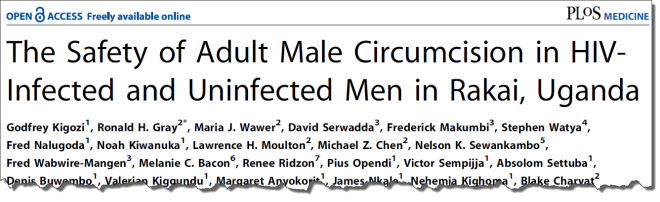 OPEN ACCESS Freely available online PLoS MEDICINE
The Safety of Adult Male Circumcision in HIV-
Infected and Uninfected Men in Rakai, Uganda
Godfrey Kigozi1, Ronald H. Gray2*, Maria J. Wawer2, David Serwadda3, Frederick Makumbi3, Stephen Watya4,
Fred Nalugoda1, Noah Kiwanuka1, Lawrence H. Moulton2, Michael Z. Chen2, Nelson K. Sewankambo5,
Fred Wabwire-Mangen3, Melanie C. Bacon6, Renee Ridzon7, Pius Opendi1, Victor Sempijja1, Absolom Settuba1,
Denis Buwembo1, Valerian Kiggundu1, Margaret Anyokorit1, James Nkale1, Nehemia Kighoma1, Blake Charvat2